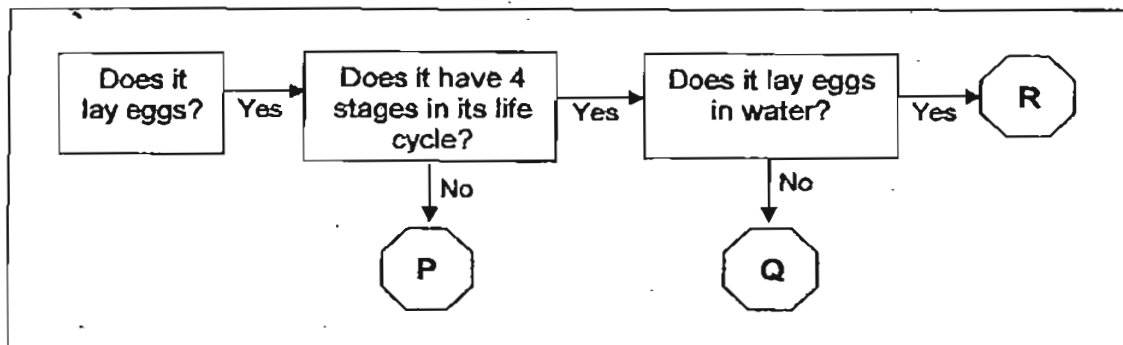 Does it
lay eggs?
Yes
Does it have 4
stages in its life
cycle?
Yes
Does it lay eggs
in water?
Yes
R
No
P
No
Q